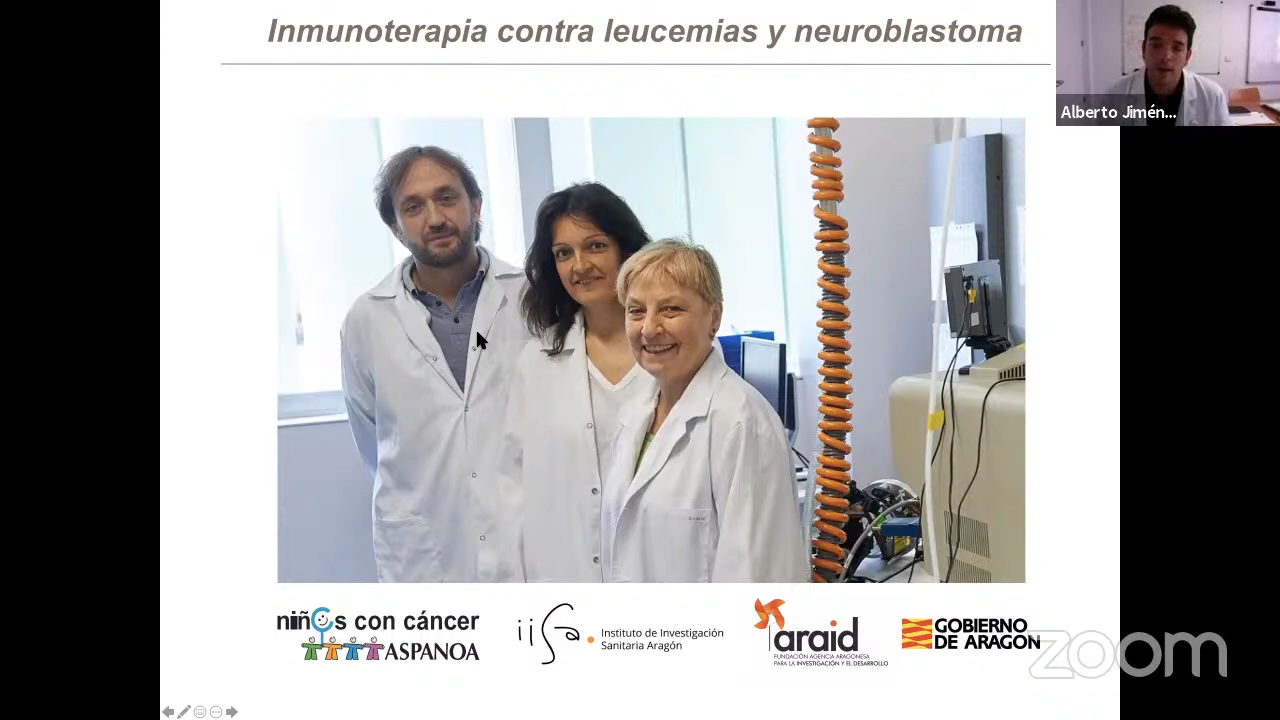 Inmunoterapia contra leucemias y neuroblastoma
Alberto Jimén...
niños con cáncer
ASPANOA
iisa
Instituto de Investigación
Sanitaria Aragón
araid
FUNDACIÓN AGENCIA ARAGONESA
PARA LA INVESTIGACIÓN Y EL DESARROLLO
GOBIERNO
DE ARAGON
zoom